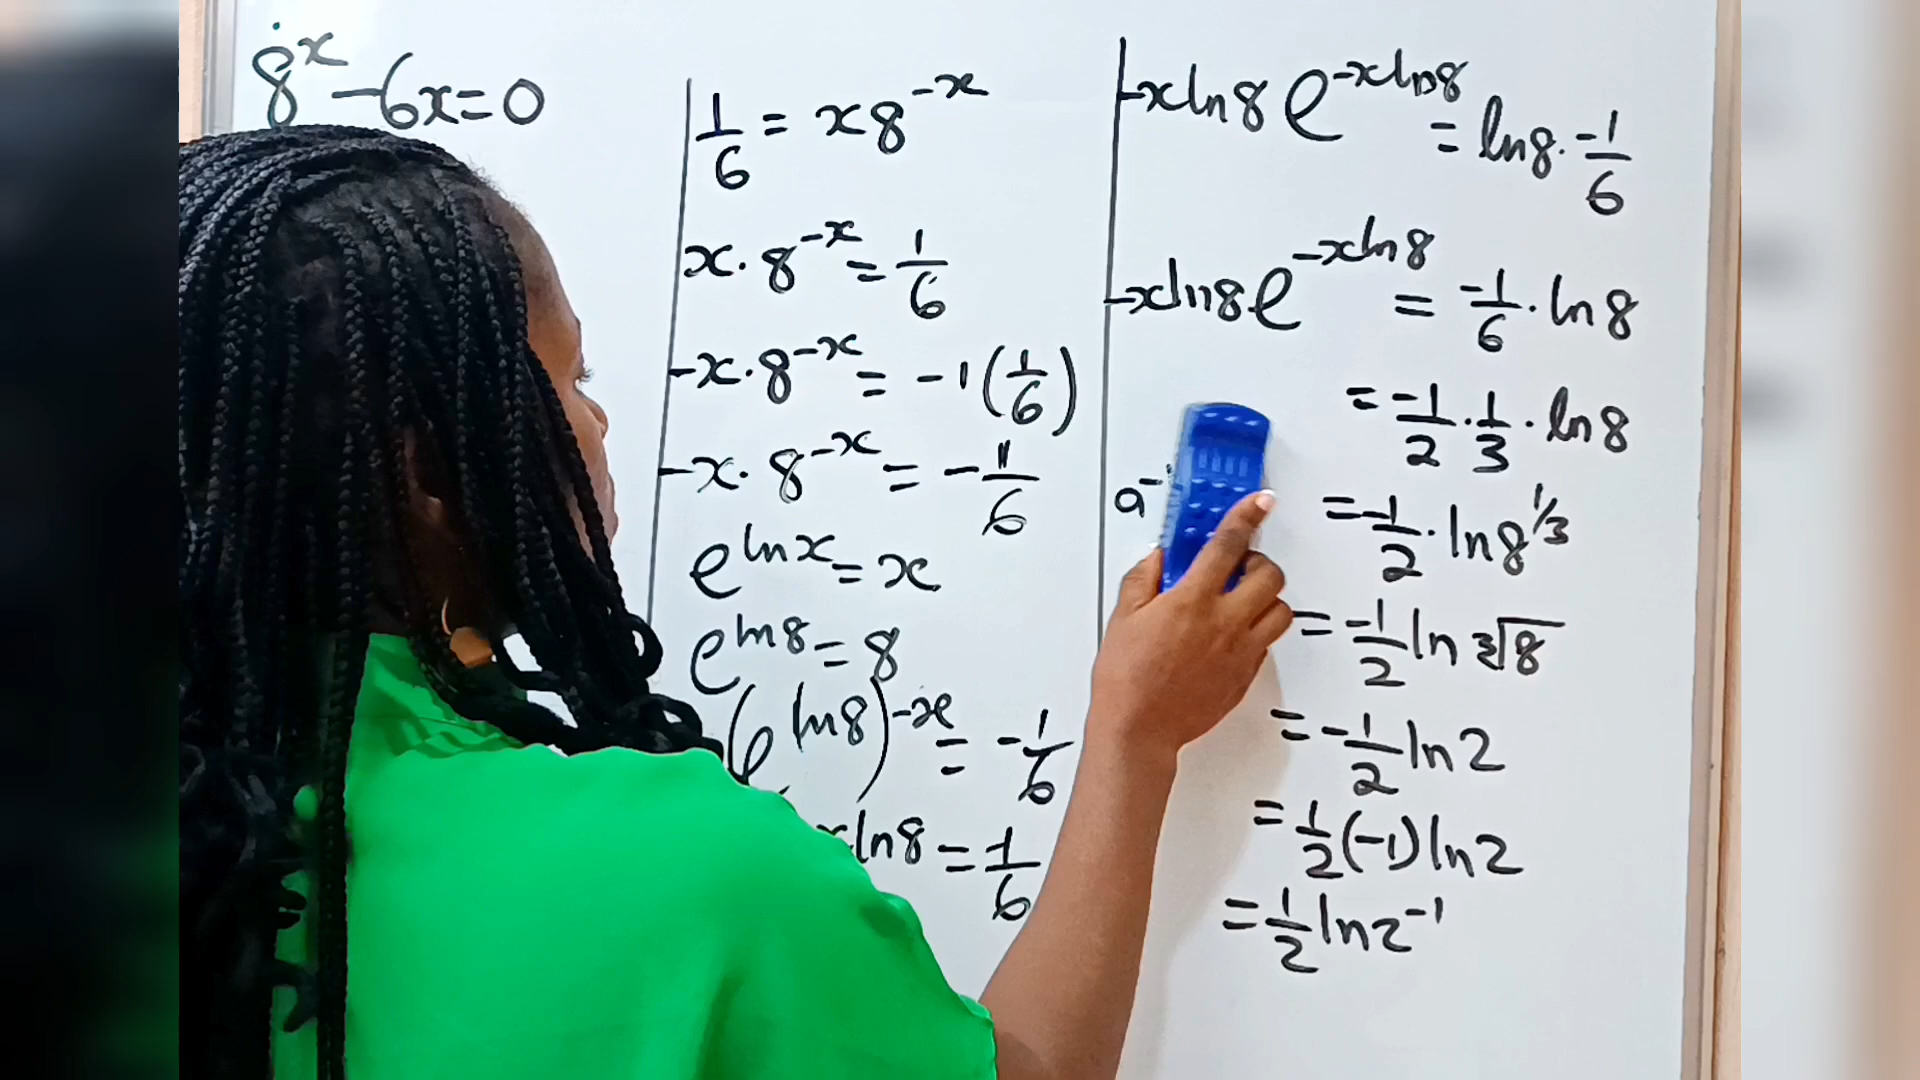 8^x - 6x = 0
1/6 = x8^-x
x·8^-x = 1/6
-x·8^-x = -1(1/6)
-x·8^-x = -1/6
e^lnx = x
e^ln8 = 8
(e^ln8)^-x = -1/6
xln8 = -1/6
-xln8 e^-xln8 = ln8·-1/6
-xln8 e^-xln8 = -1/6·ln8
= -1/2·1/3·ln8
a^-
= -1/2·ln8^1/3
= -1/2 ln ∛8
= -1/2 ln2
= 1/2(-1)ln2
= 1/2 ln2^-1